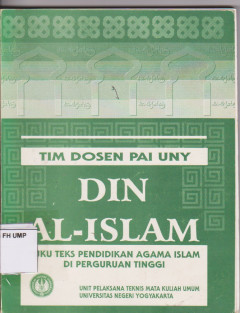 TIM DOSEN PAI UNY
DIN
AL-ISLAM
FH UMP
BUKU TEKS PENDIDIKAN AGAMA ISLAM
DI PERGURUAN TINGGI
UNIT PELAKSANA TEKNIS MATA KULIAH UMUM
UNIVERSITAS NEGERI YOGYAKARTA